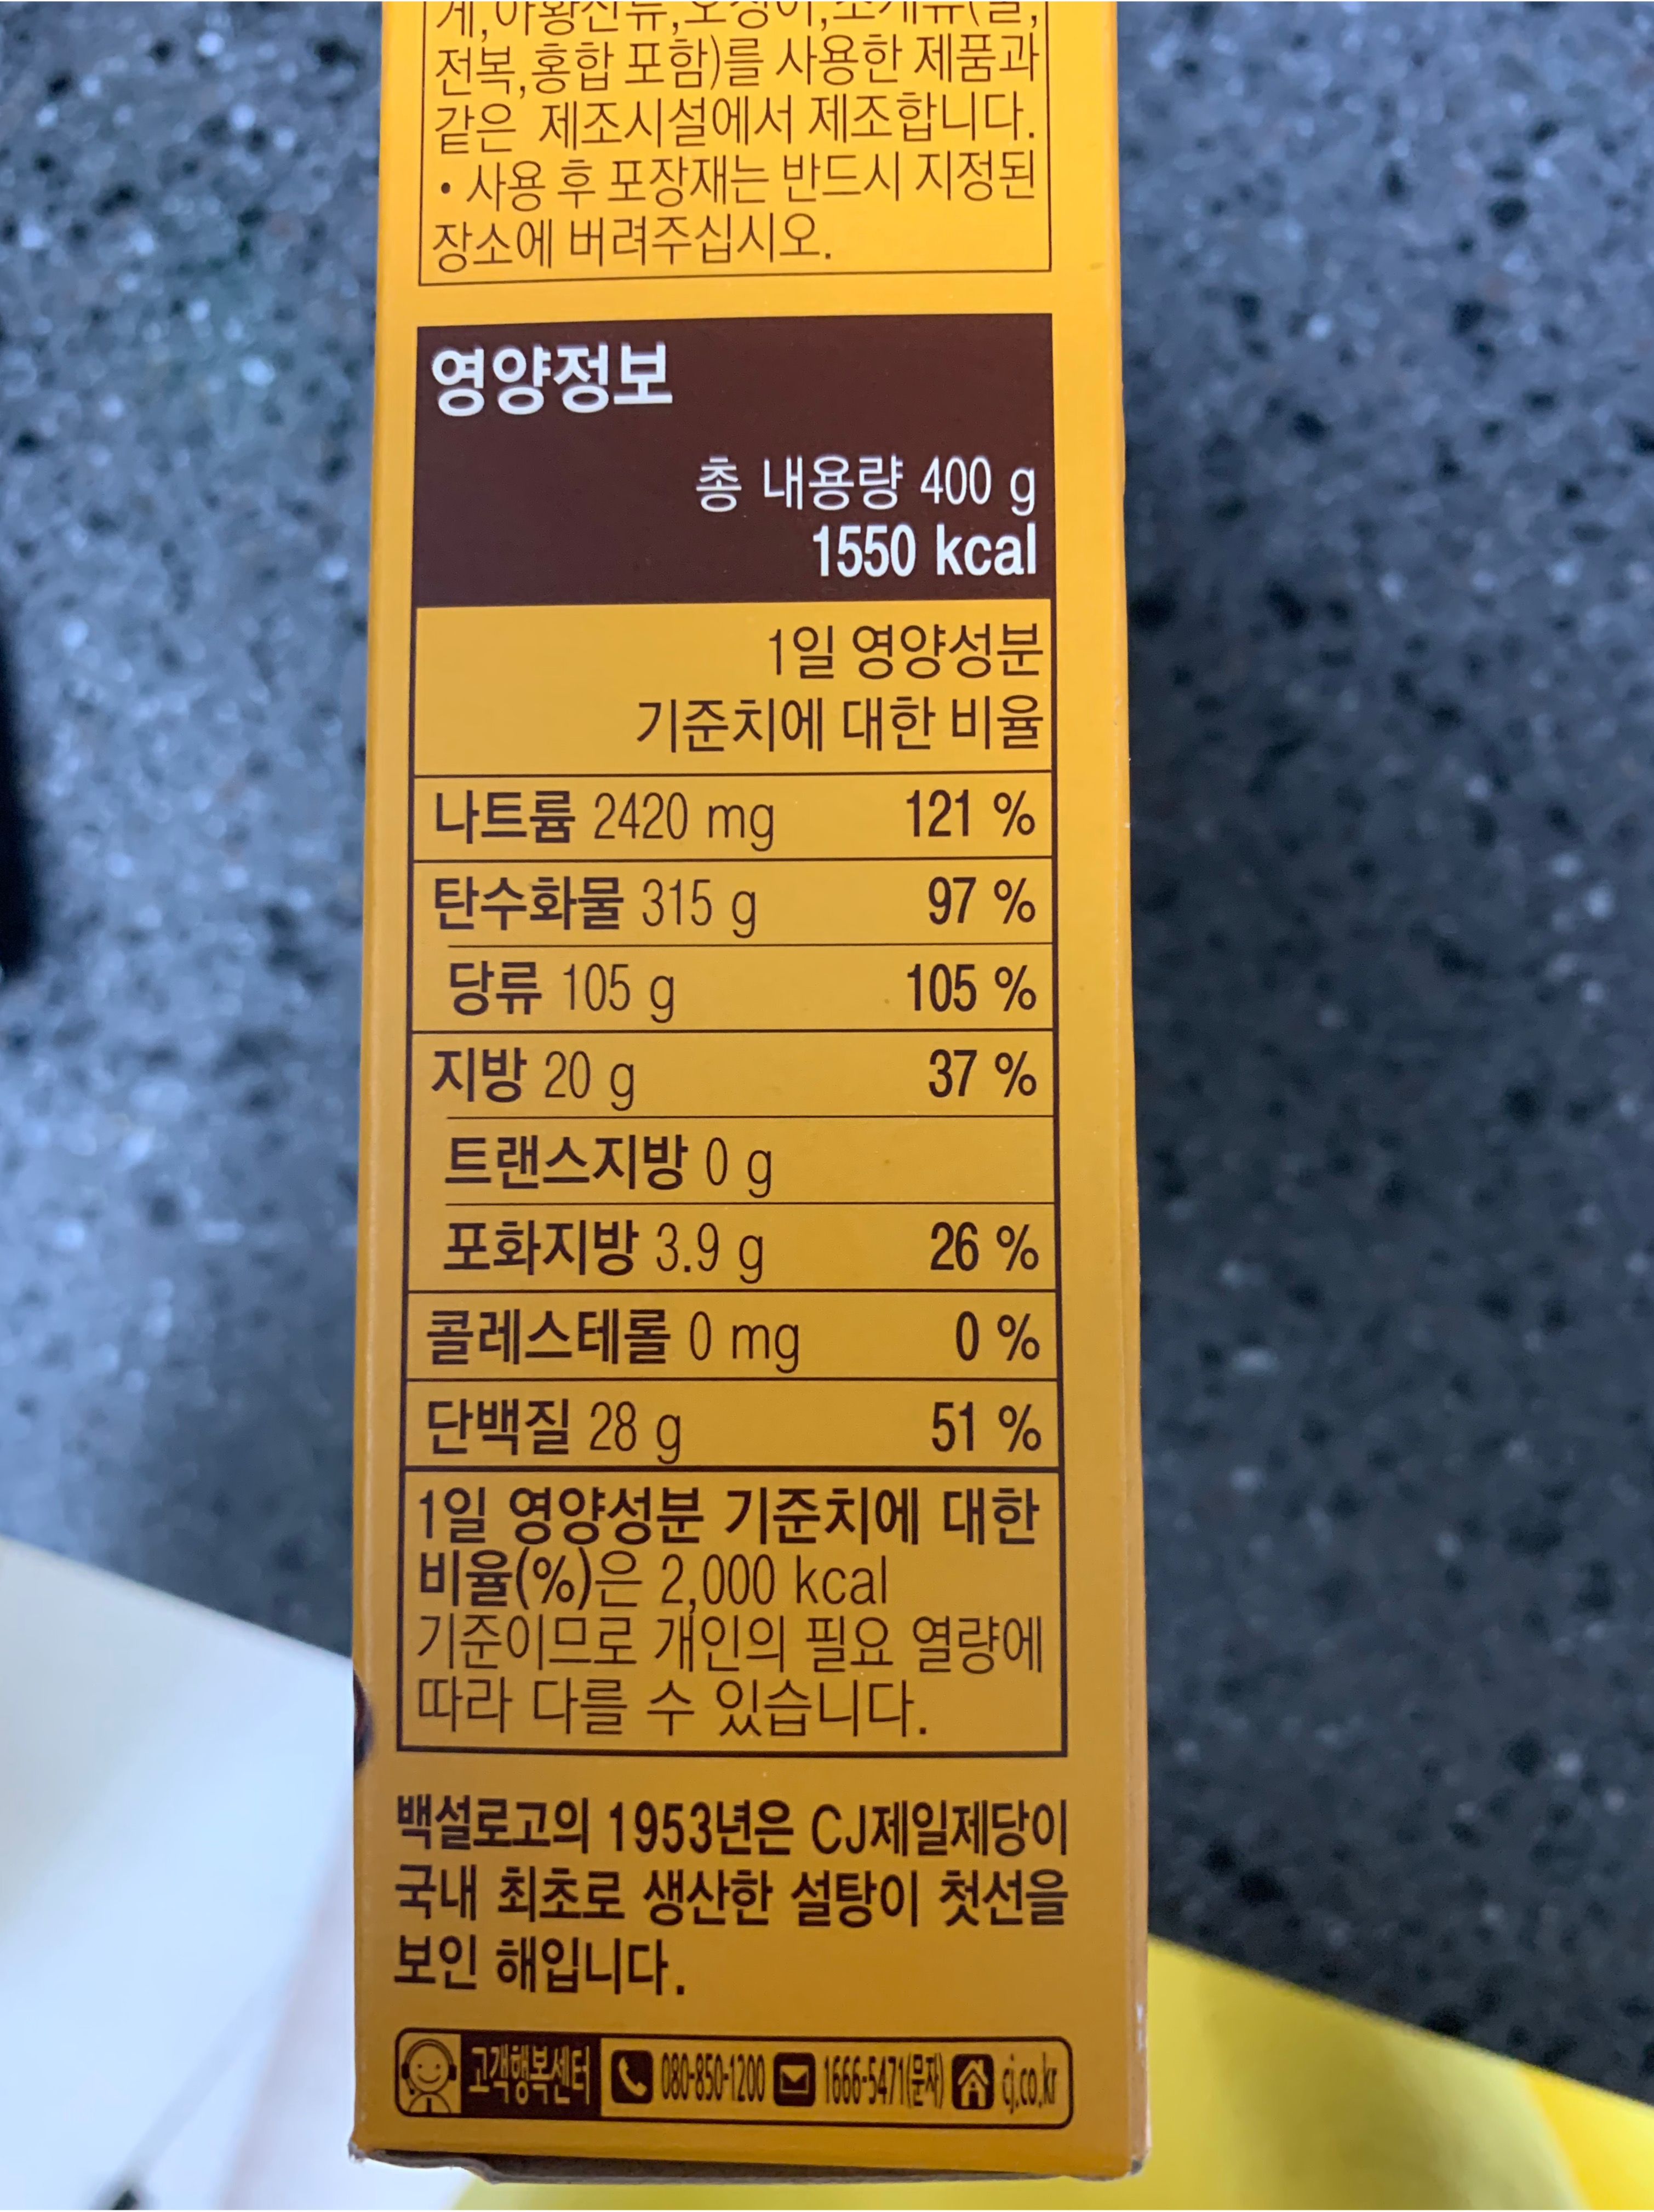 전복,홍합 포함)를 사용한 제품과
같은 제조시설에서 제조합니다.
• 사용 후 포장재는 반드시 지정된
장소에 버려주십시오.
영양정보
총 내용량 400 g
1550 kcal
1일 영양성분
기준치에 대한 비율
나트륨 2420 mg 121 %
탄수화물 315 g 97 %
당류 105 g 105 %
지방 20 g 37 %
트랜스지방 0 g
포화지방 3.9 g 26 %
콜레스테롤 0 mg 0 %
단백질 28 g 51 %
1일 영양성분 기준치에 대한
비율(%)은 2,000 kcal
기준이므로 개인의 필요 열량에
따라 다를 수 있습니다.
백설로고의 1953년은 CJ제일제당이
국내 최초로 생산한 설탕이 첫선을
보인 해입니다.
고객행복센터 080-850-1200 1666-5471(문자) cj.co.kr